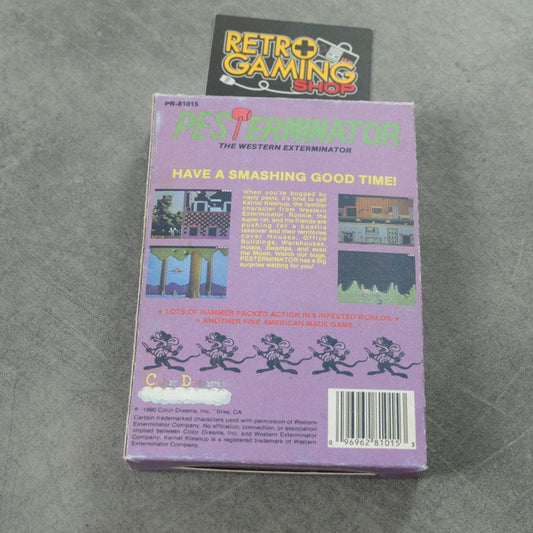 RETRO
GAMING
SHOP
PR-81015
PESTERMINATOR
THE WESTERN EXTERMINATOR
HAVE A SMASHING GOOD TIME!
When you're bugged by
nasty pests, it's time to call
Kernel Kleanup, the familiar
character from Western
Exterminator. Ronnie, the
super rat, and his friends are
pushing for a hostile
takeover and their territories
cover Houses, Office
Buildings, Warehouses,
Hotels, Swamps, and even
the Moon. Watch out bugs,
PESTERMINATOR has a big
surprise waiting for you!
• LOTS OF HAMMER PACKED ACTION IN 5 INFESTED WORLDS. •
• ANOTHER FINE AMERICAN MADE GAME. •
Color Dreams
© 1990 Color Dreams, Inc. Brea, CA.
Certain trademarked characters used with permission of Western
Exterminator Company. No affiliation, connection, or association
implied between Color Dreams, Inc. and Western Exterminator
Company. Kernel Kleanup is a registered trademark of Western
Exterminator Company.
0 96962 81015 3